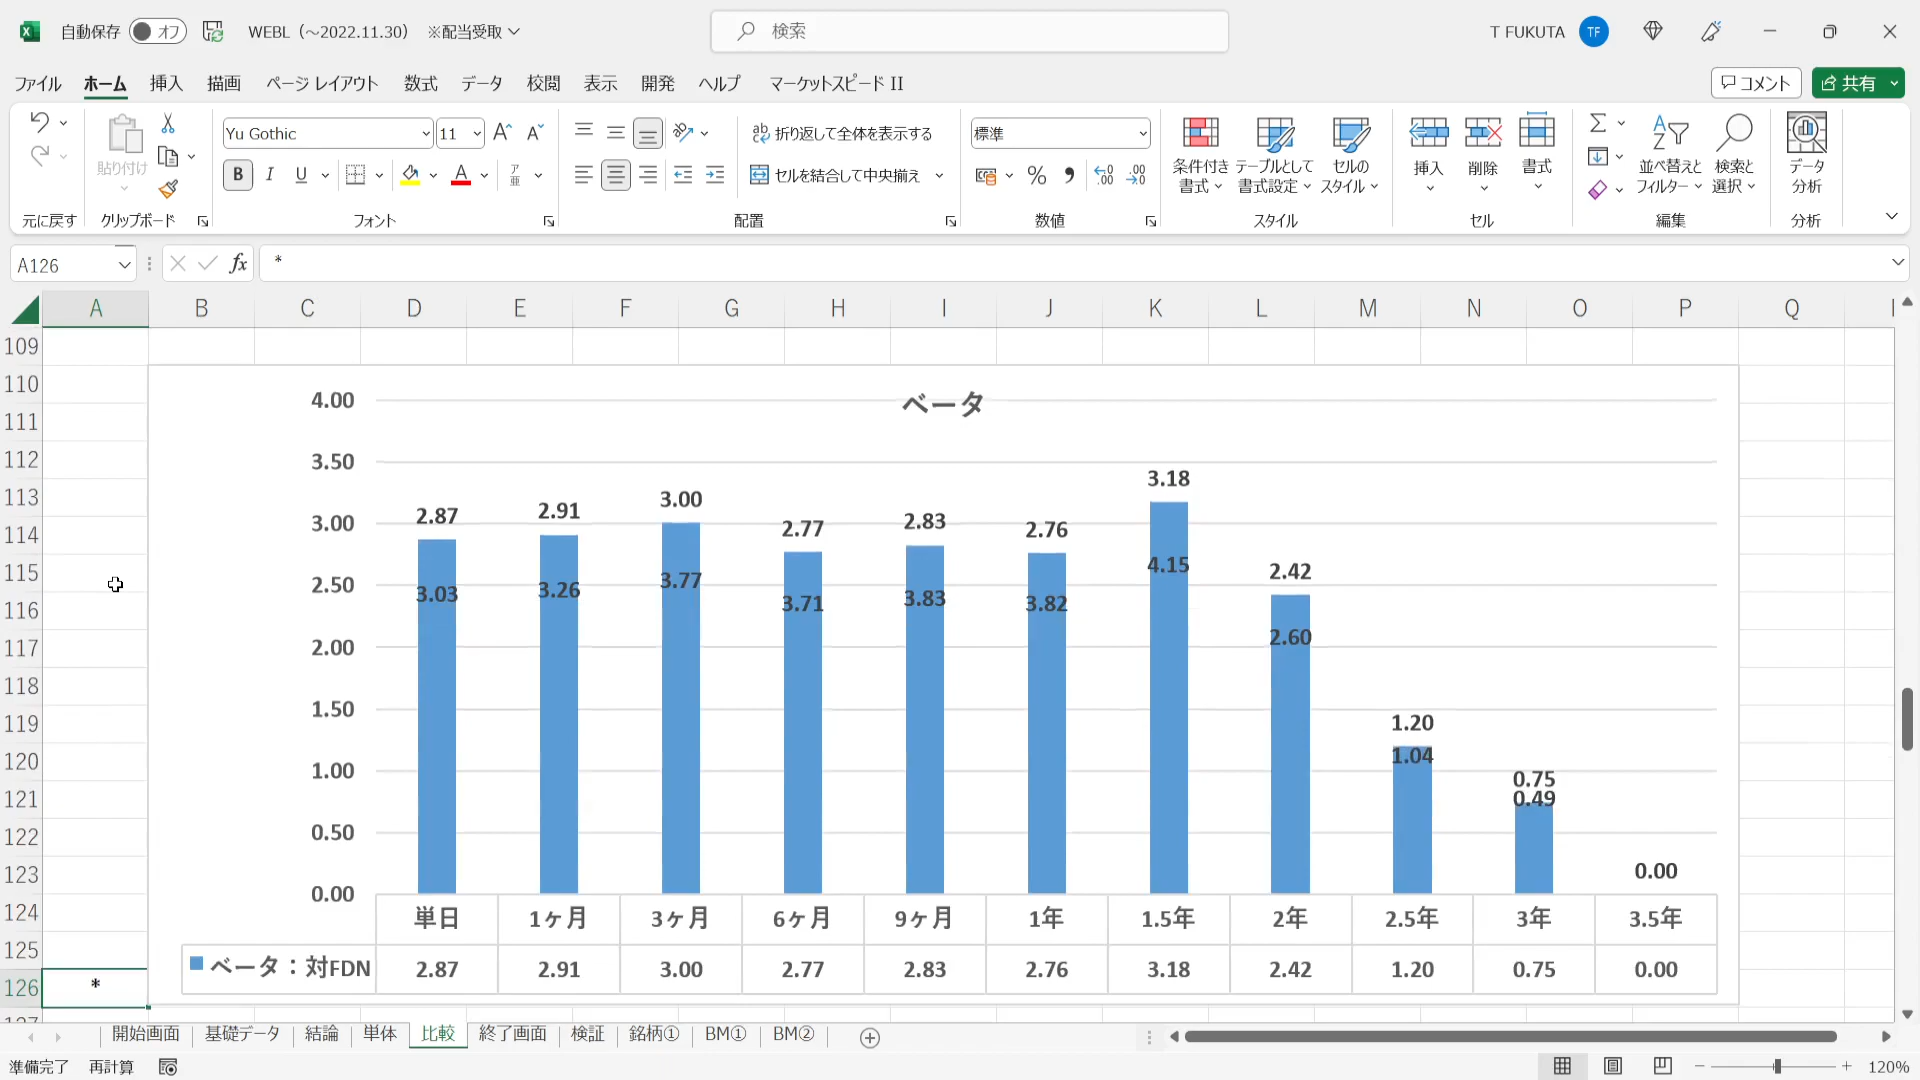 自動保存 オフ WEBL（～2022.11.30） ※配当受取 検索 T FUKUTA TF
ファイル ホーム 挿入 描画 ページ レイアウト 数式 データ 校閲 表示 開発 ヘルプ マーケットスピード II コメント 共有
貼り付け Yu Gothic 11 A A ab 折り返して全体を表示する 標準
B I U A ア亜 セルを結合して中央揃え % 条件付き書式 テーブルとして書式設定 セルのスタイル 挿入 削除 書式 並べ替えとフィルター 検索と選択 データ分析
元に戻す クリップボード フォント 配置 数値 スタイル セル 編集 分析
A126 fx *
A B C D E F G H I J K L M N O P Q
109
110
111
112
113
114
115
116
117
118
119
120
121
122
123
124
125
126 *
ベータ
4.00
3.50
3.00
2.50
2.00
1.50
1.00
0.50
0.00
2.87 2.91 3.00 2.77 2.83 2.76 3.18 2.42 1.20 0.75 0.00
3.03 3.26 3.77 3.71 3.83 3.82 4.15 2.60 1.04 0.49
単日 1ヶ月 3ヶ月 6ヶ月 9ヶ月 1年 1.5年 2年 2.5年 3年 3.5年
ベータ：対FDN 2.87 2.91 3.00 2.77 2.83 2.76 3.18 2.42 1.20 0.75 0.00
開始画面 基礎データ 結論 単体 比較 終了画面 検証 銘柄① BM① BM②
準備完了 再計算 120%